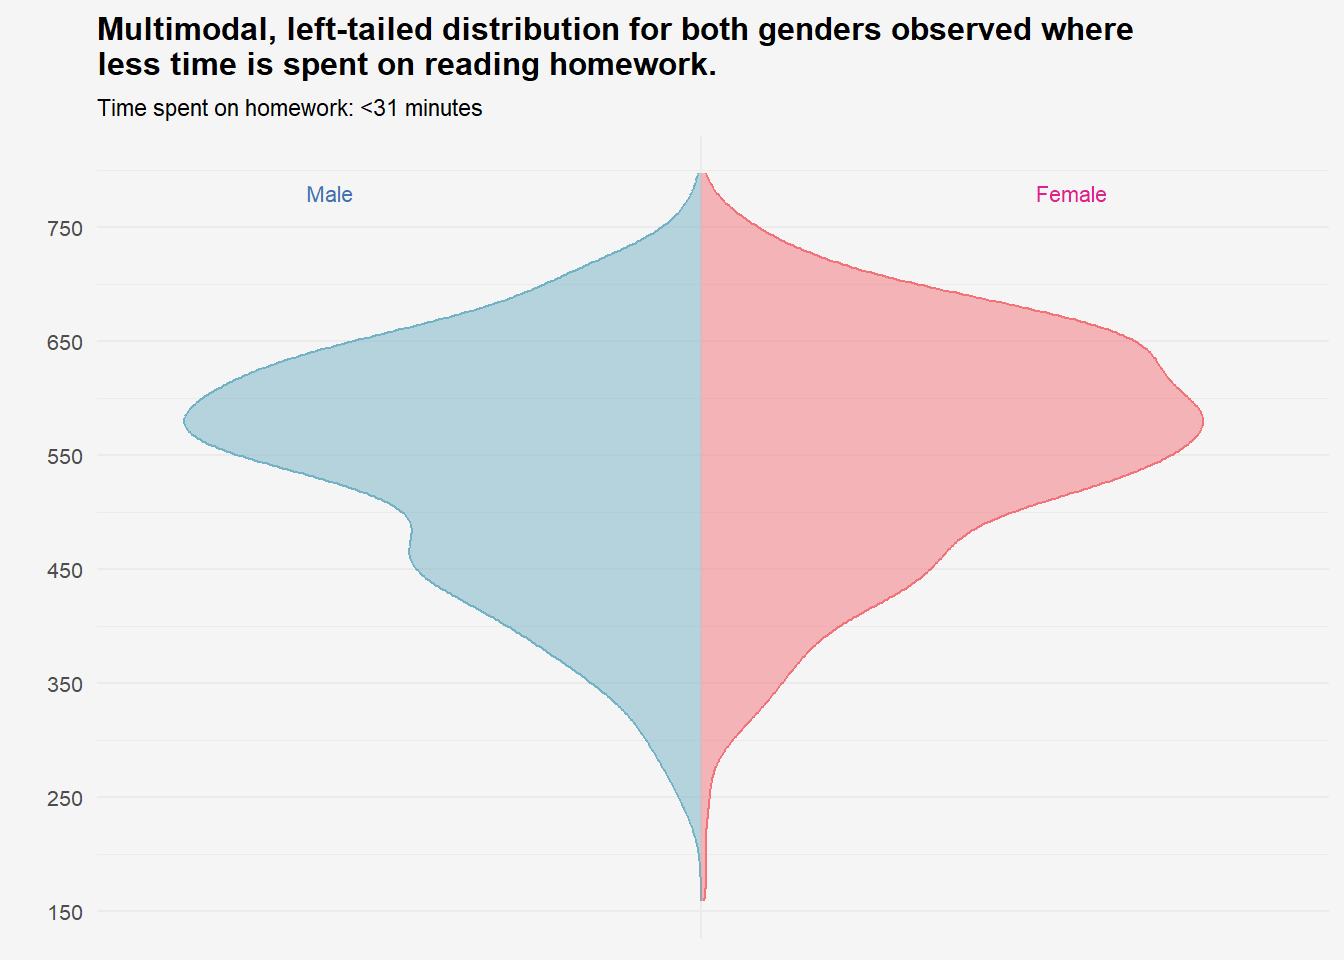 Multimodal, left-tailed distribution for both genders observed where
less time is spent on reading homework.
Time spent on homework: <31 minutes
Male
Female
750
650
550
450
350
250
150